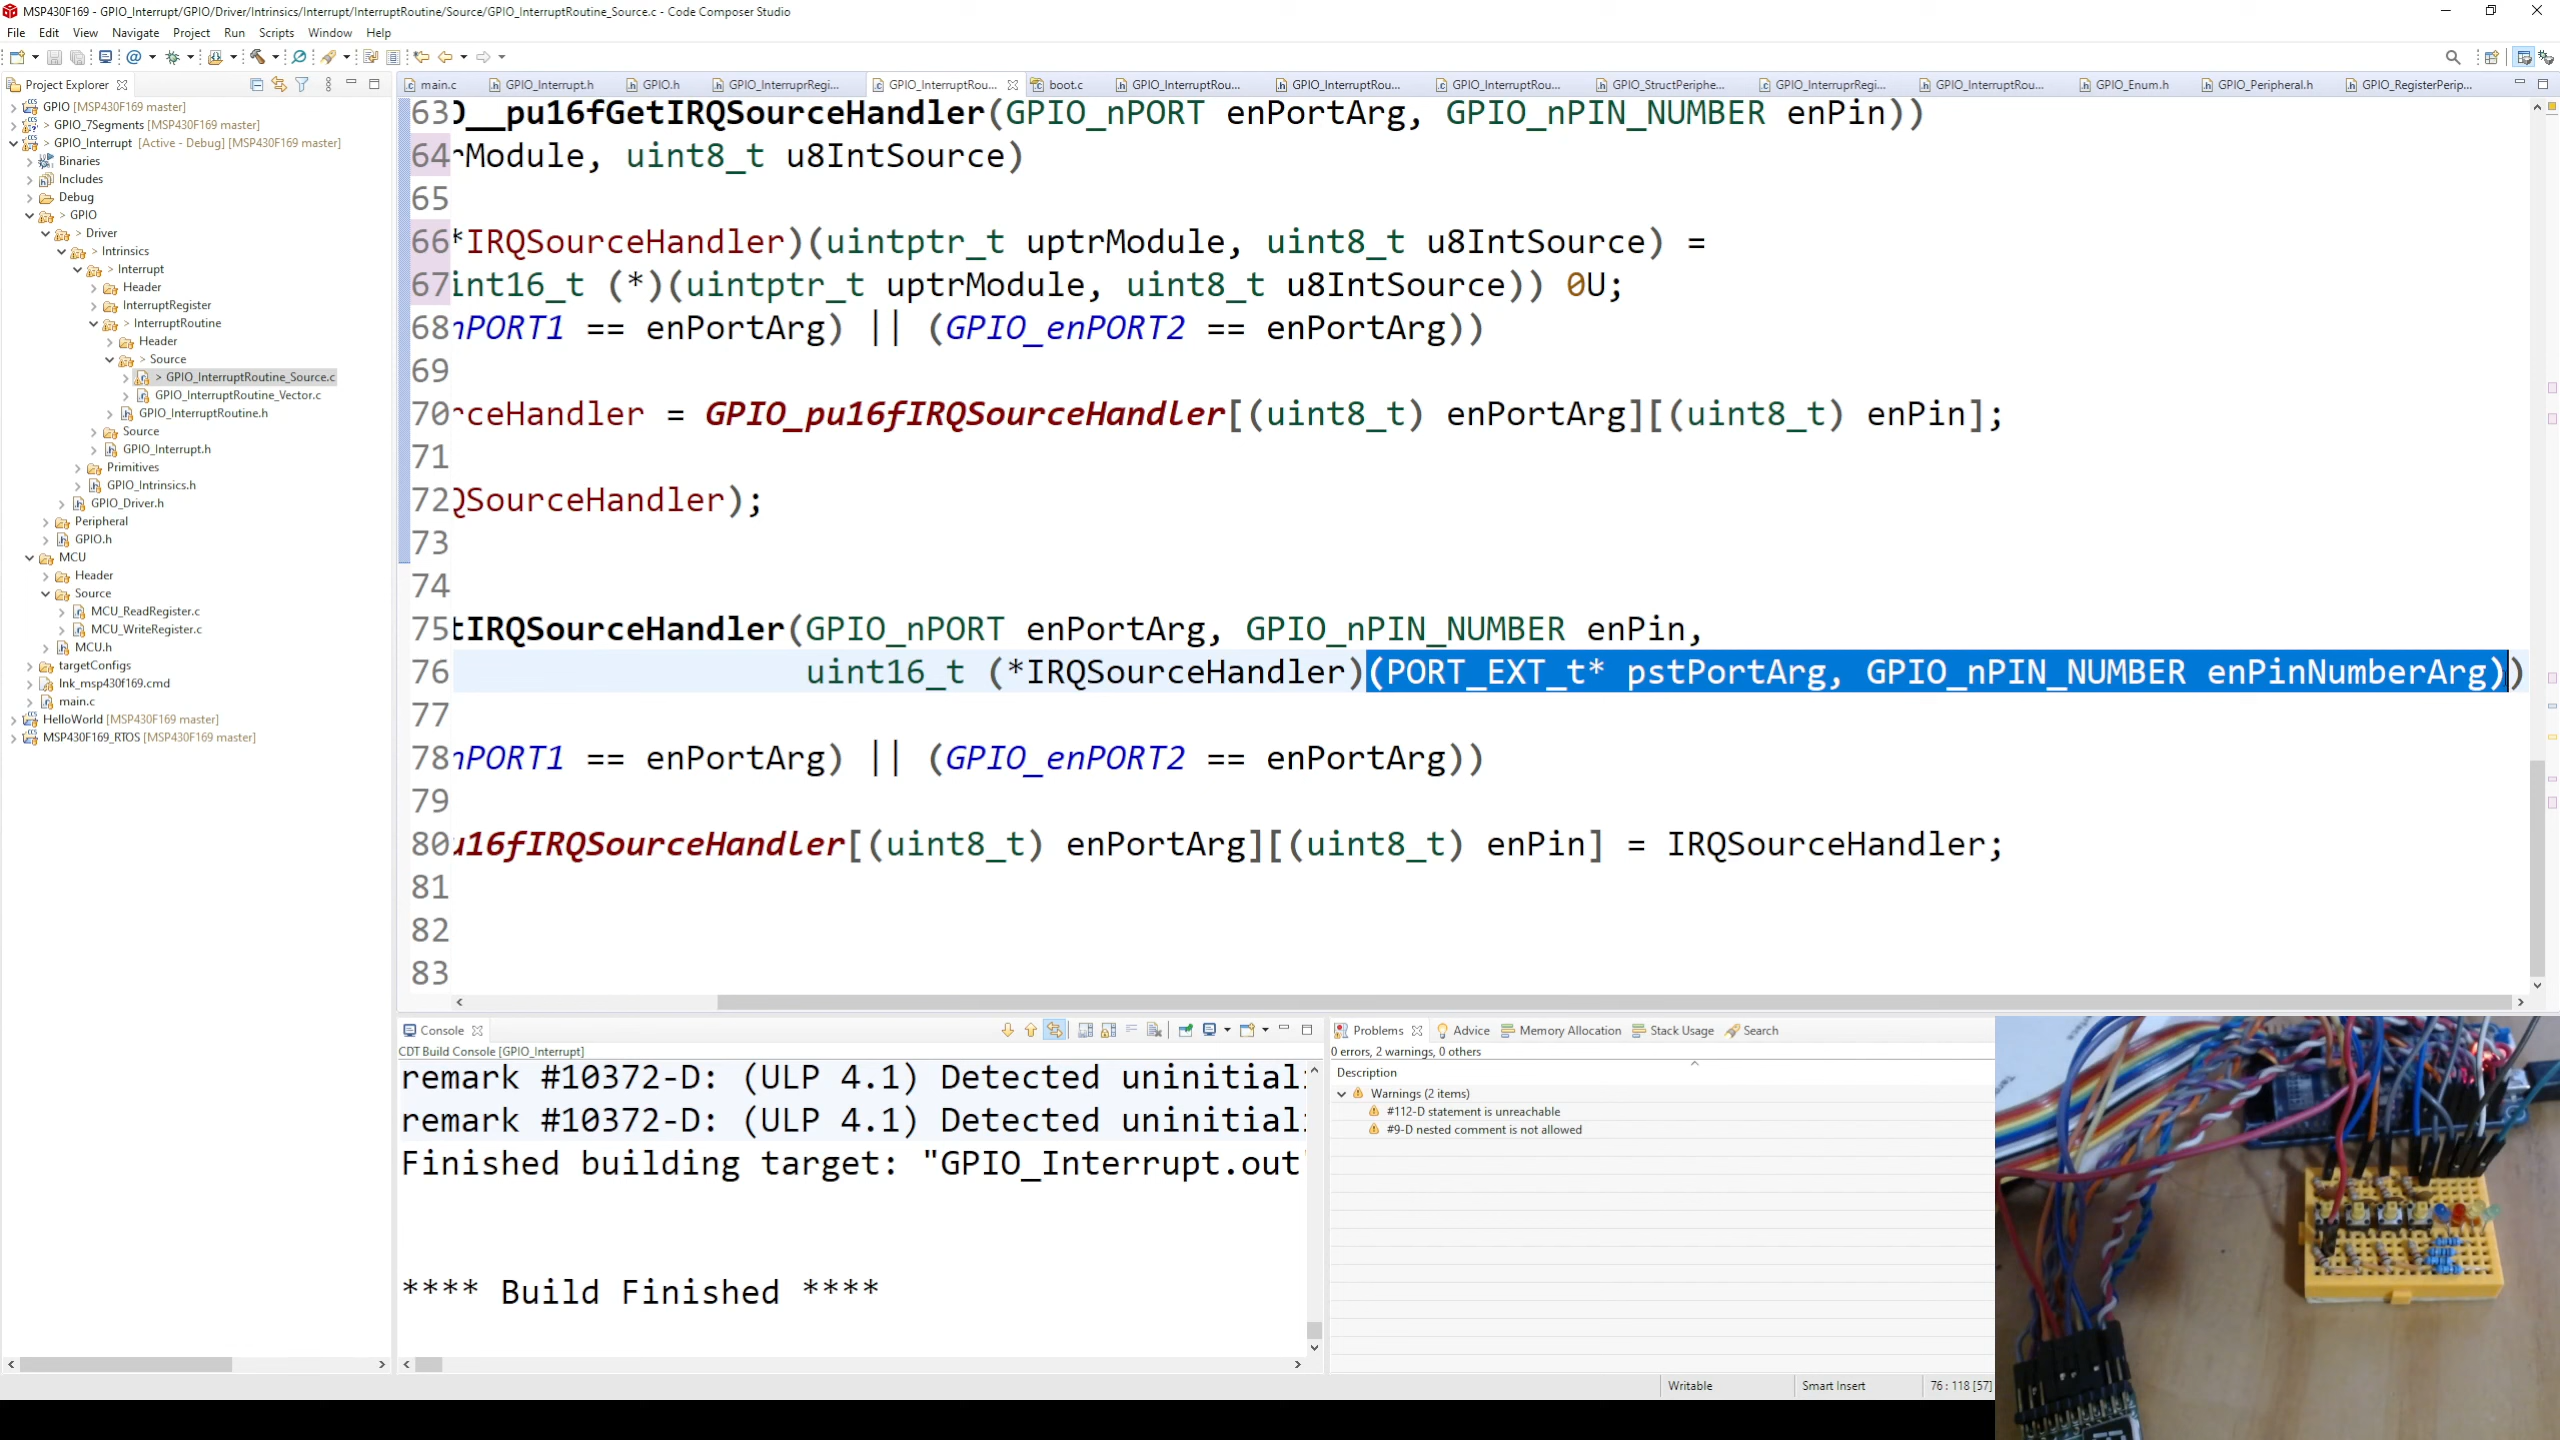 MSP430F169 - GPIO_Interrupt/GPIO/Driver/Intrinsics/Interrupt/InterruptRoutine/Source/GPIO_InterruptRoutine_Source.c - Code Composer Studio
File Edit View Navigate Project Run Scripts Window Help
Project Explorer
GPIO [MSP430F169 master]
> GPIO_7Segments [MSP430F169 master]
> GPIO_Interrupt [Active - Debug] [MSP430F169 master]
Binaries
Includes
Debug
> GPIO
> Driver
> Intrinsics
> Interrupt
Header
InterruptRegister
> InterruptRoutine
Header
> Source
> GPIO_InterruptRoutine_Source.c
GPIO_InterruptRoutine_Vector.c
GPIO_InterruptRoutine.h
Source
GPIO_Interrupt.h
Primitives
GPIO_Intrinsics.h
GPIO_Driver.h
Peripheral
GPIO.h
MCU
Header
Source
MCU_ReadRegister.c
MCU_WriteRegister.c
MCU.h
targetConfigs
lnk_msp430f169.cmd
main.c
HelloWorld [MSP430F169 master]
MSP430F169_RTOS [MSP430F169 master]
main.c GPIO_Interrupt.h GPIO.h GPIO_InterruprRegi... GPIO_InterruptRou... boot.c GPIO_InterruptRou... GPIO_InterruptRou... GPIO_InterruptRou... GPIO_StructPeriphe... GPIO_InterruprRegi... GPIO_InterruptRou... GPIO_Enum.h GPIO_Peripheral.h GPIO_RegisterPerip...
63 )__pu16fGetIRQSourceHandler(GPIO_nPORT enPortArg, GPIO_nPIN_NUMBER enPin))
64 rModule, uint8_t u8IntSource)
65
66 *IRQSourceHandler)(uintptr_t uptrModule, uint8_t u8IntSource) =
67 int16_t (*)(uintptr_t uptrModule, uint8_t u8IntSource)) 0U;
68 nPORT1 == enPortArg) || (GPIO_enPORT2 == enPortArg))
69
70 rceHandler = GPIO_pu16fIRQSourceHandler[(uint8_t) enPortArg][(uint8_t) enPin];
71
72 QSourceHandler);
73
74
75 tIRQSourceHandler(GPIO_nPORT enPortArg, GPIO_nPIN_NUMBER enPin,
76 uint16_t (*IRQSourceHandler)(PORT_EXT_t* pstPortArg, GPIO_nPIN_NUMBER enPinNumberArg))
77
78 nPORT1 == enPortArg) || (GPIO_enPORT2 == enPortArg))
79
80 u16fIRQSourceHandler[(uint8_t) enPortArg][(uint8_t) enPin] = IRQSourceHandler;
81
82
83
Console
CDT Build Console [GPIO_Interrupt]
remark #10372-D: (ULP 4.1) Detected uninitiali
remark #10372-D: (ULP 4.1) Detected uninitiali
Finished building target: "GPIO_Interrupt.out"
**** Build Finished ****
Problems Advice Memory Allocation Stack Usage Search
0 errors, 2 warnings, 0 others
Description
Warnings (2 items)
#112-D statement is unreachable
#9-D nested comment is not allowed
Writable Smart Insert 76 : 118 [57]